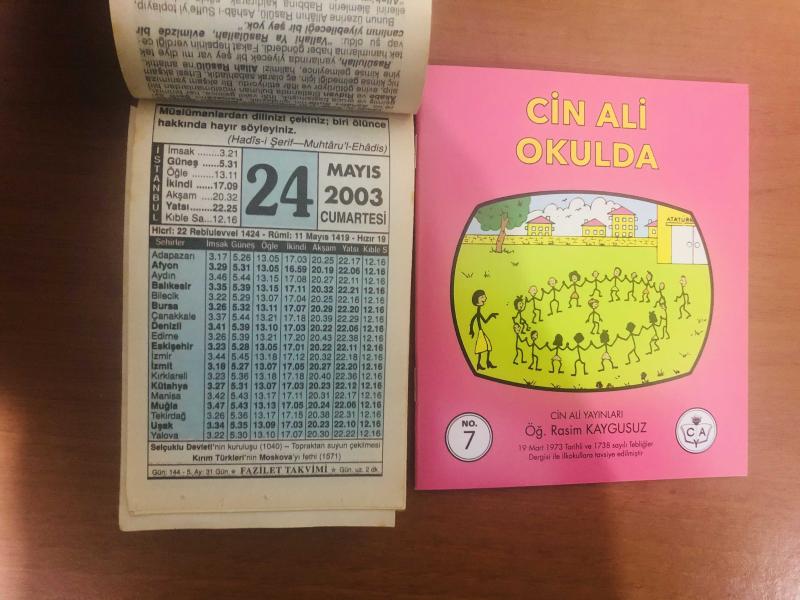 Müslümanlardan dilinizi çekiniz; biri ölünce
hakkında hayır söyleyiniz.
(Hadîs-i Şerif—Muhtâru'l-Ehâdis)
İSTANBUL
İmsak ........3.21
Güneş ......5.31
Öğle ........13.11
İkindi ......17.09
Akşam ....20.32
Yatsı .......22.25
Kıble Sa...12.16
24
MAYIS
2003
CUMARTESİ
Hicrî: 22 Rebiulevvel 1424 - Rûmî: 11 Mayıs 1419 - Hızır 19
Şehirler İmsak Güneş Öğle İkindi Akşam Yatsı Kıble S
Adapazarı 3.17 5.26 13.05 17.03 20.25 22.17 12.16
Afyon 3.29 5.31 13.05 16.59 20.19 22.06 12.16
Aydın 3.46 5.44 13.15 17.08 20.27 22.11 12.16
Balıkesir 3.35 5.39 13.15 17.11 20.32 22.21 12.16
Bilecik 3.22 5.29 13.07 17.04 20.25 22.16 12.16
Bursa 3.26 5.32 13.11 17.07 20.29 22.20 12.16
Çanakkale 3.37 5.44 13.21 17.18 20.39 22.29 12.16
Denizli 3.41 5.39 13.10 17.03 20.22 22.06 12.16
Edirne 3.26 5.39 13.21 17.20 20.43 22.38 12.16
Eskişehir 3.23 5.28 13.05 17.01 20.22 22.11 12.16
İzmir 3.44 5.45 13.18 17.12 20.32 22.18 12.16
İzmit 3.18 5.27 13.07 17.05 20.27 22.20 12.16
Kırklareli 3.23 5.36 13.18 17.18 20.40 22.36 12.16
Kütahya 3.27 5.31 13.07 17.03 20.23 22.12 12.16
Manisa 3.42 5.43 13.17 17.11 20.31 22.17 12.16
Muğla 3.47 5.43 13.13 17.05 20.24 22.06 12.16
Tekirdağ 3.26 5.36 13.17 17.15 20.38 22.31 12.16
Uşak 3.34 5.35 13.09 17.03 20.23 22.10 12.16
Yalova 3.22 5.30 13.10 17.07 20.30 22.22 12.16
Selçuklu Devleti'nin kuruluşu (1040) – Topraktan suyun çekilmesi
Kırım Türkleri'nin Moskova'yı fethi (1571)
Gün: 144 - 5. Ay: 31 Gün ★ FAZİLET TAKVİMİ ★ Gün. uz. 2 dk.
CİN ALİ
OKULDA
ATATÜRK
CİN ALİ YAYINLARI
Öğ. Rasim KAYGUSUZ
19 Mart 1973 Tarihli ve 1738 sayılı Tebliğler
Dergisi ile ilkokullara tavsiye edilmiştir
NO.
7
C A